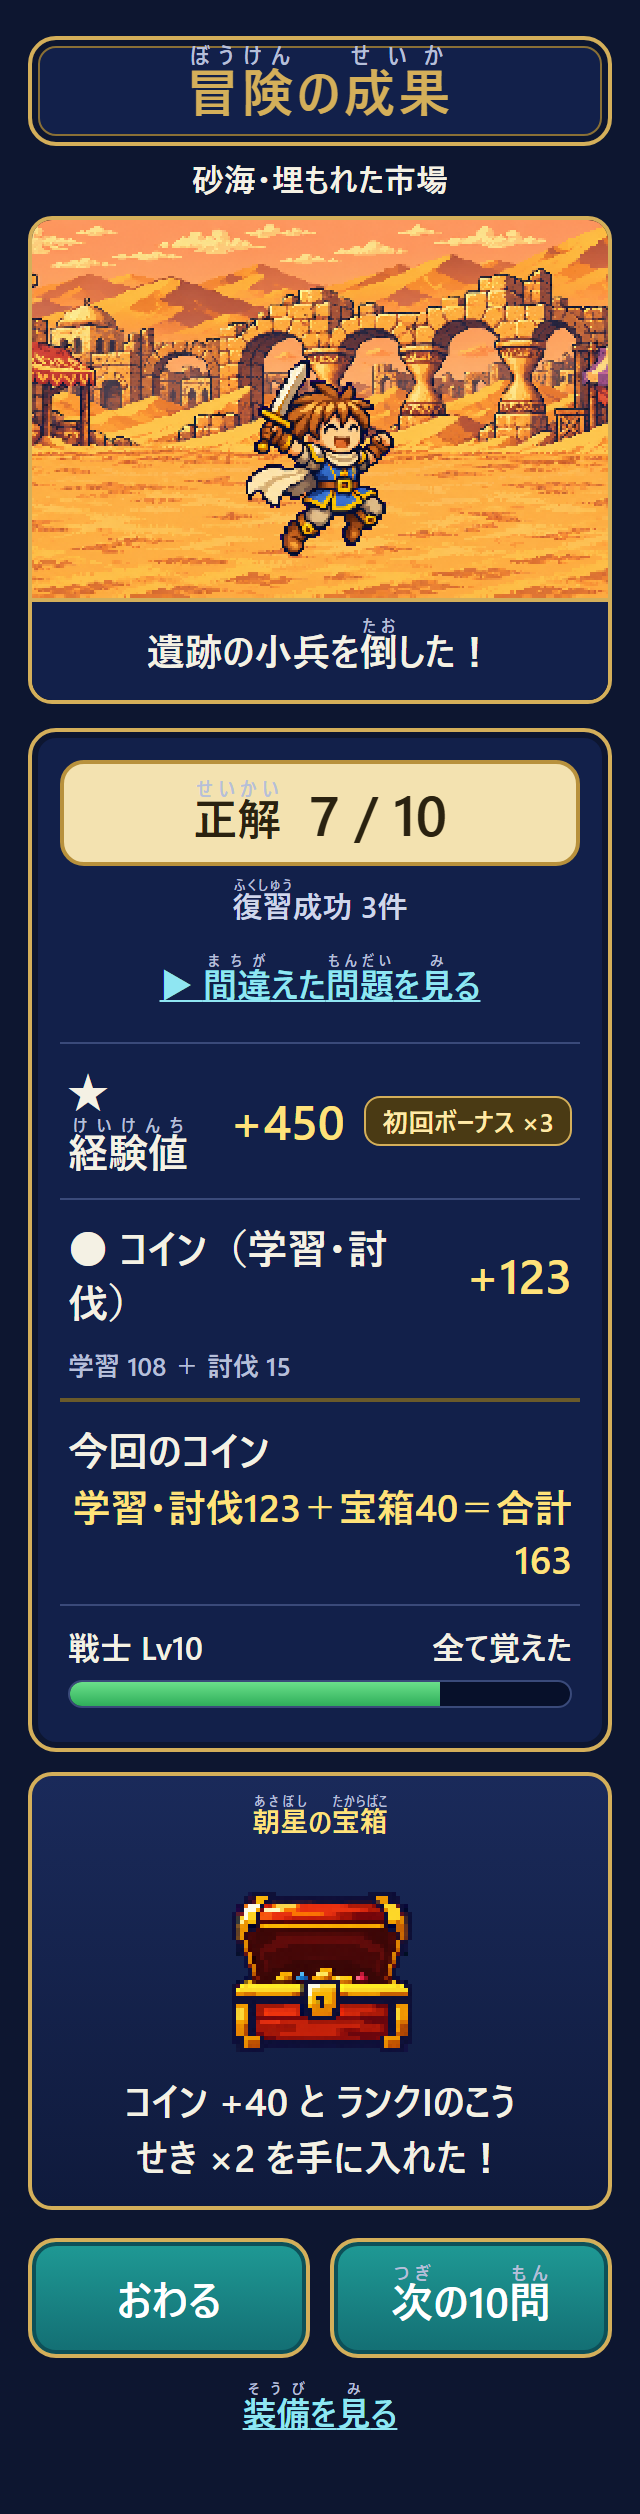 ぼうけん せいか
冒険の成果
砂海・埋もれた市場
たお
遺跡の小兵を倒した！
せいかい
正解 7 / 10
ふくしゅう
復習成功 3件
まちが もんだい み
▶ 間違えた問題を見る
★
けいけんち
経験値 +450 初回ボーナス ×3
● コイン（学習・討
伐） +123
学習 108 ＋ 討伐 15
今回のコイン
学習・討伐123＋宝箱40＝合計
163
戦士 Lv10 全て覚えた
あさぼし たからばこ
朝星の宝箱
コイン +40 と ランクIのこう
せき ×2 を手に入れた！
おわる
つぎ もん
次の10問
そうび み
装備を見る